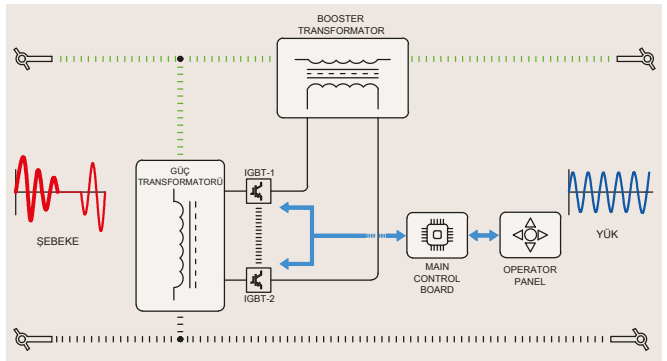 BOOSTER
TRANSFORMATOR
GÜÇ
TRANSFORMATORÜ
IGBT-1
ŞEBEKE
YÜK
MAIN
CONTROL
BOARD
OPERATOR
PANEL
IGBT-2